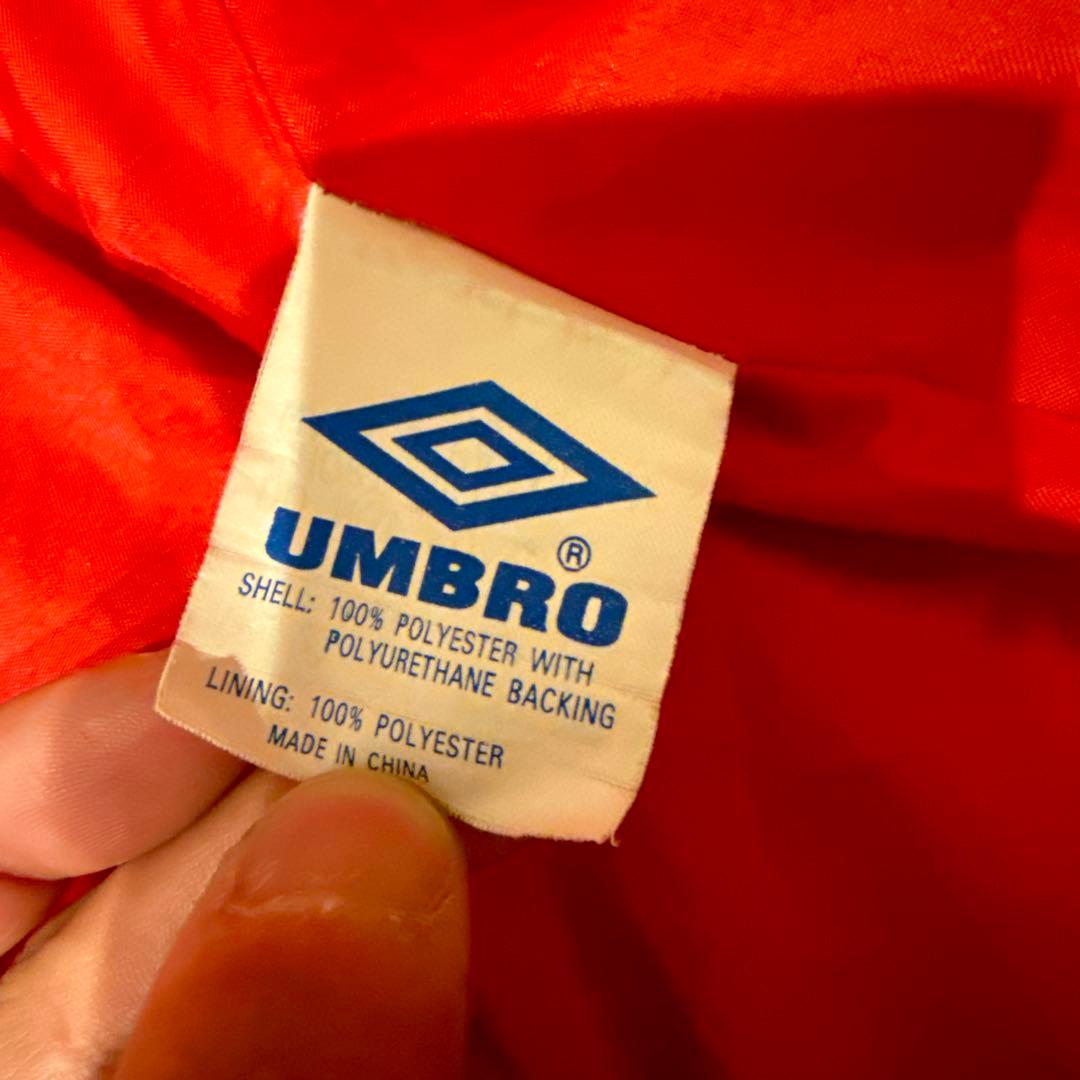 UMBRO®
SHELL: 100% POLYESTER WITH
POLYURETHANE BACKING
LINING: 100% POLYESTER
MADE IN CHINA